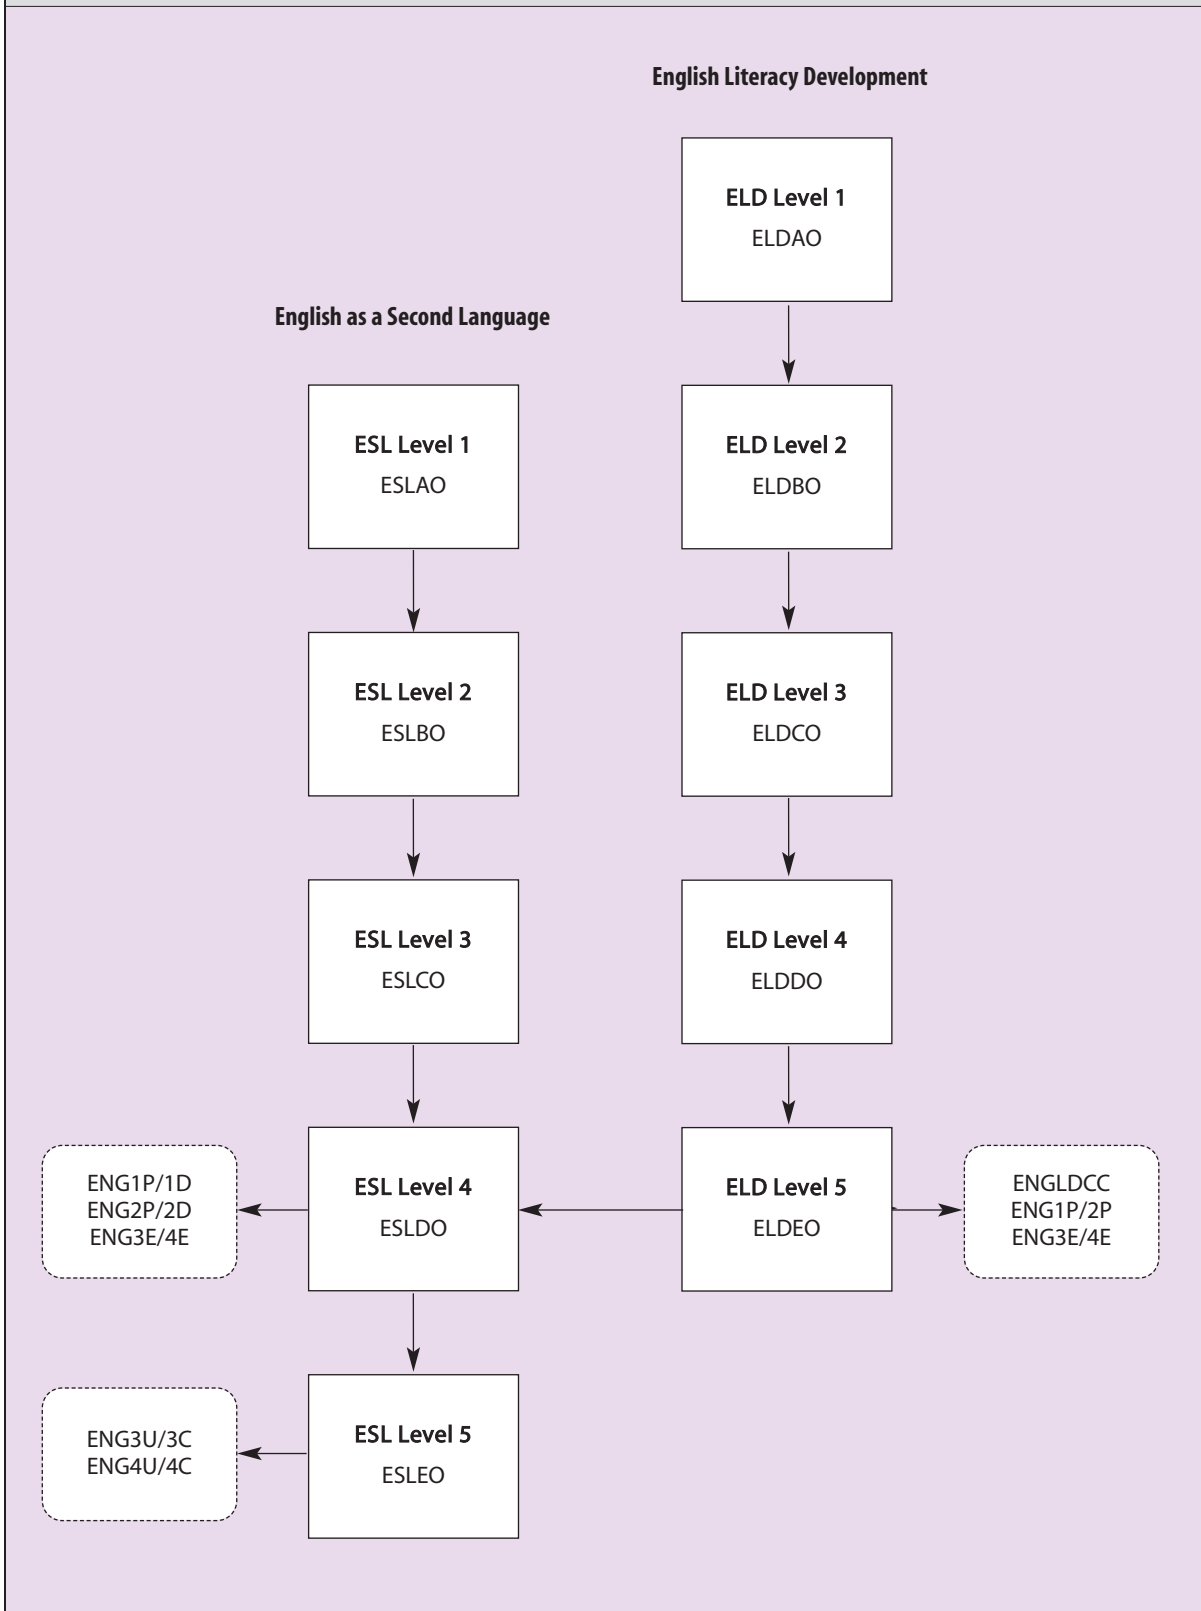 English Literacy Development
ELD Level 1
ELDAO
English as a Second Language
ESL Level 1
ESLAO
ELD Level 2
ELDBO
ESL Level 2
ESLBO
ELD Level 3
ELDCO
ESL Level 3
ESLCO
ELD Level 4
ELDDO
ENG1P/1D
ENG2P/2D
ENG3E/4E
ESL Level 4
ESLDO
ELD Level 5
ELDEO
ENGLDCC
ENG1P/2P
ENG3E/4E
ENG3U/3C
ENG4U/4C
ESL Level 5
ESLEO